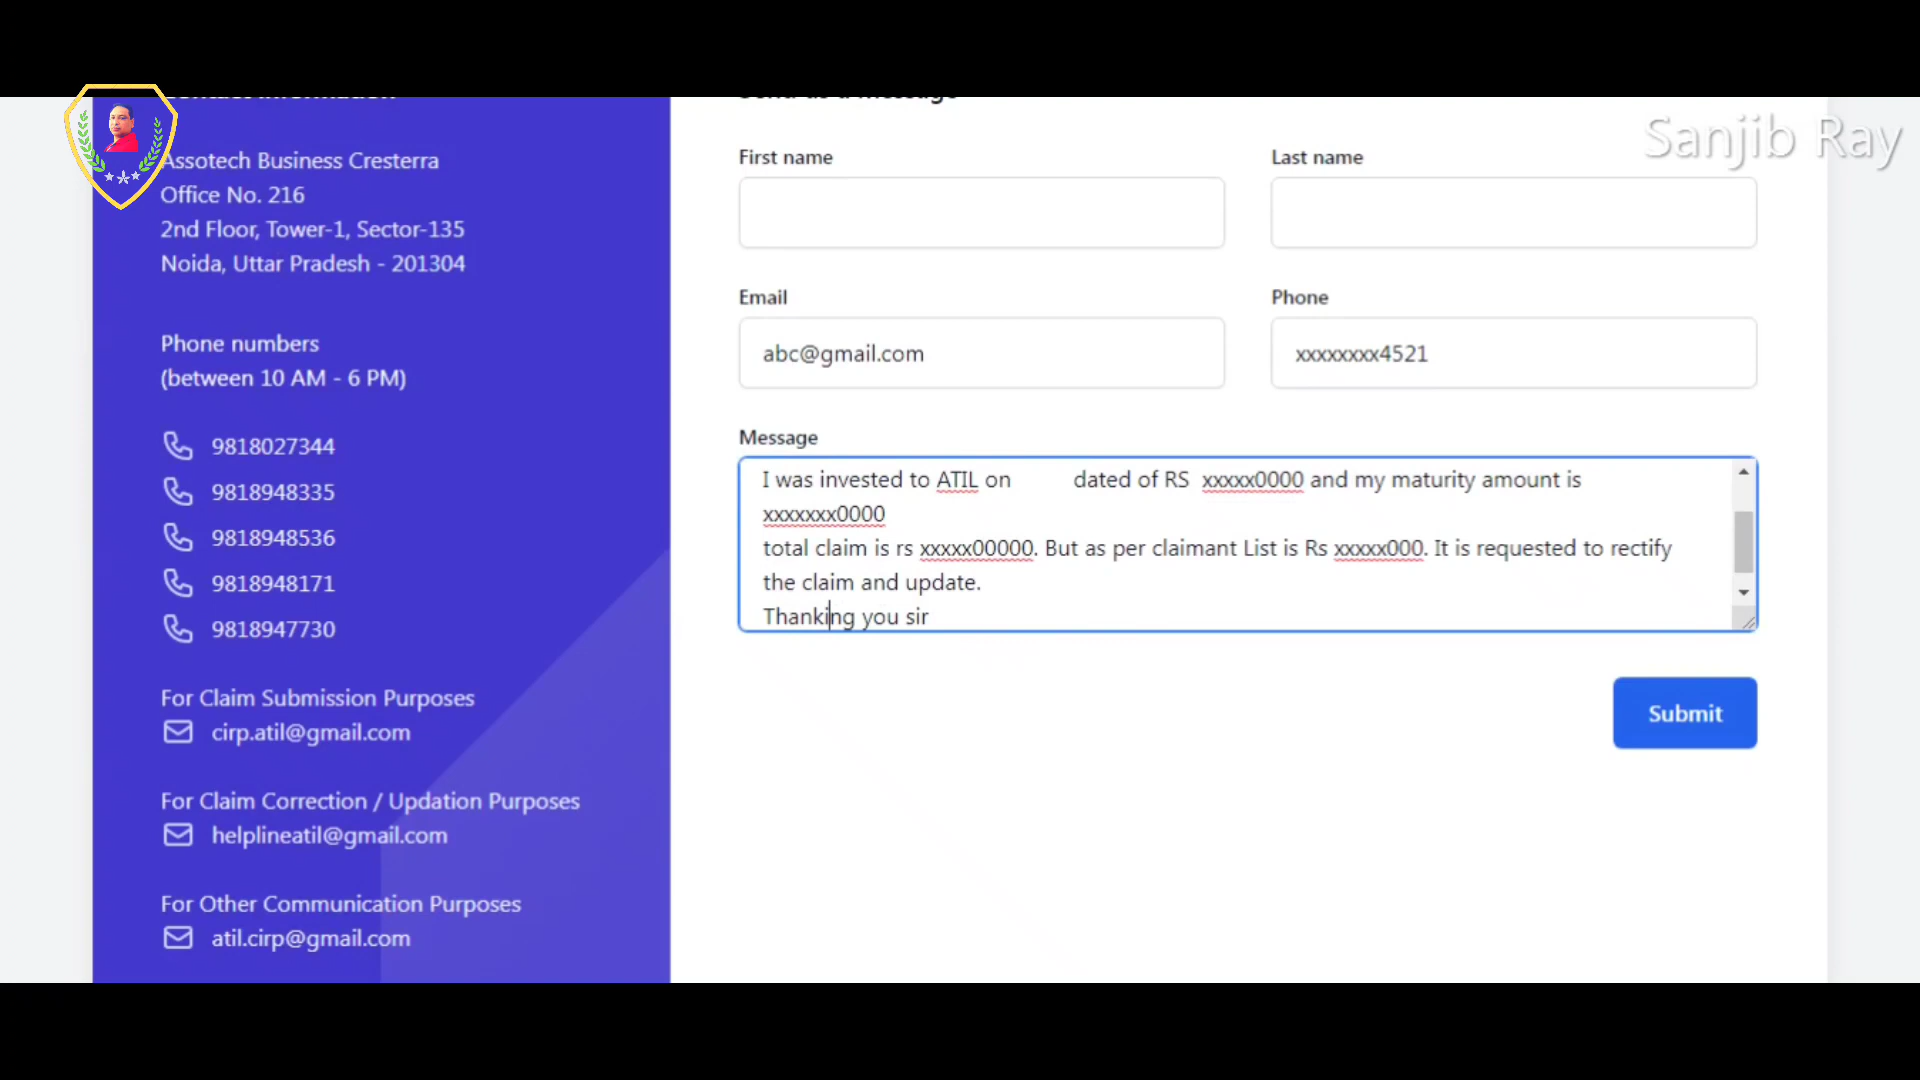 Sanjib Ray
Assotech Business Cresterra
Office No. 216
2nd Floor, Tower-1, Sector-135
Noida, Uttar Pradesh - 201304
Phone numbers
(between 10 AM - 6 PM)
9818027344
9818948335
9818948536
9818948171
9818947730
For Claim Submission Purposes
cirp.atil@gmail.com
For Claim Correction / Updation Purposes
helplineatil@gmail.com
For Other Communication Purposes
atil.cirp@gmail.com
Send us a message
First name
Last name
Email
Phone
abc@gmail.com
xxxxxxxx4521
Message
I was invested to ATIL on dated of RS xxxxx0000 and my maturity amount is
xxxxxxx0000
total claim is rs xxxxx00000. But as per claimant List is Rs xxxxx000. It is requested to rectify
the claim and update.
Thanking you sir
Submit